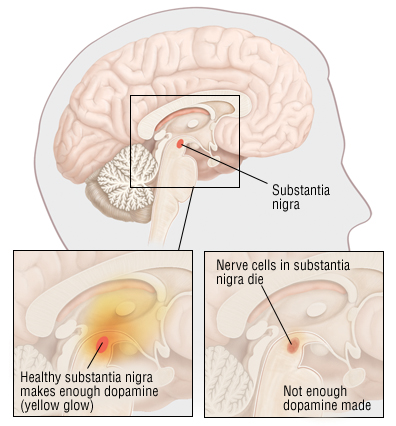 Substantia
nigra
Healthy substantia nigra
makes enough dopamine
(yellow glow)
Nerve cells in substantia
nigra die
Not enough
dopamine made